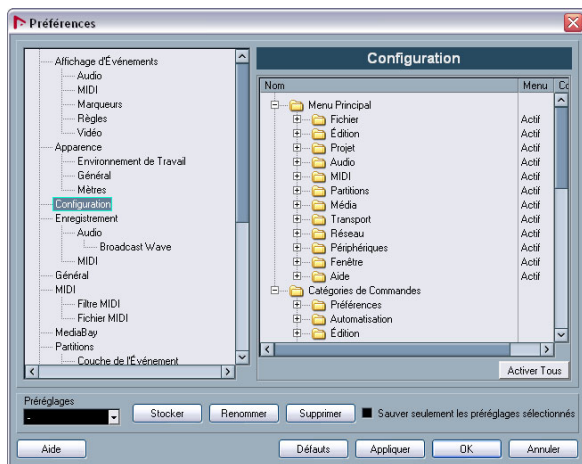 Préférences
Affichage d'Événements
Audio
MIDI
Marqueurs
Règles
Vidéo
Apparence
Environnement de Travail
Général
Mètres
Configuration
Enregistrement
Audio
Broadcast Wave
MIDI
Général
MIDI
Filtre MIDI
Fichier MIDI
MediaBay
Partitions
Couche de l'Événement
Configuration
Nom Menu Co
Menu Principal
Fichier Actif
Édition Actif
Projet Actif
Audio Actif
MIDI Actif
Partitions Actif
Média Actif
Transport Actif
Réseau Actif
Périphériques Actif
Fenêtre Actif
Aide Actif
Catégories de Commandes
Préférences
Automatisation
Édition
Activer Tous
Préréglages
-
Stocker
Renommer
Supprimer
Sauver seulement les préréglages sélectionnés
Aide
Défauts
Appliquer
OK
Annuler